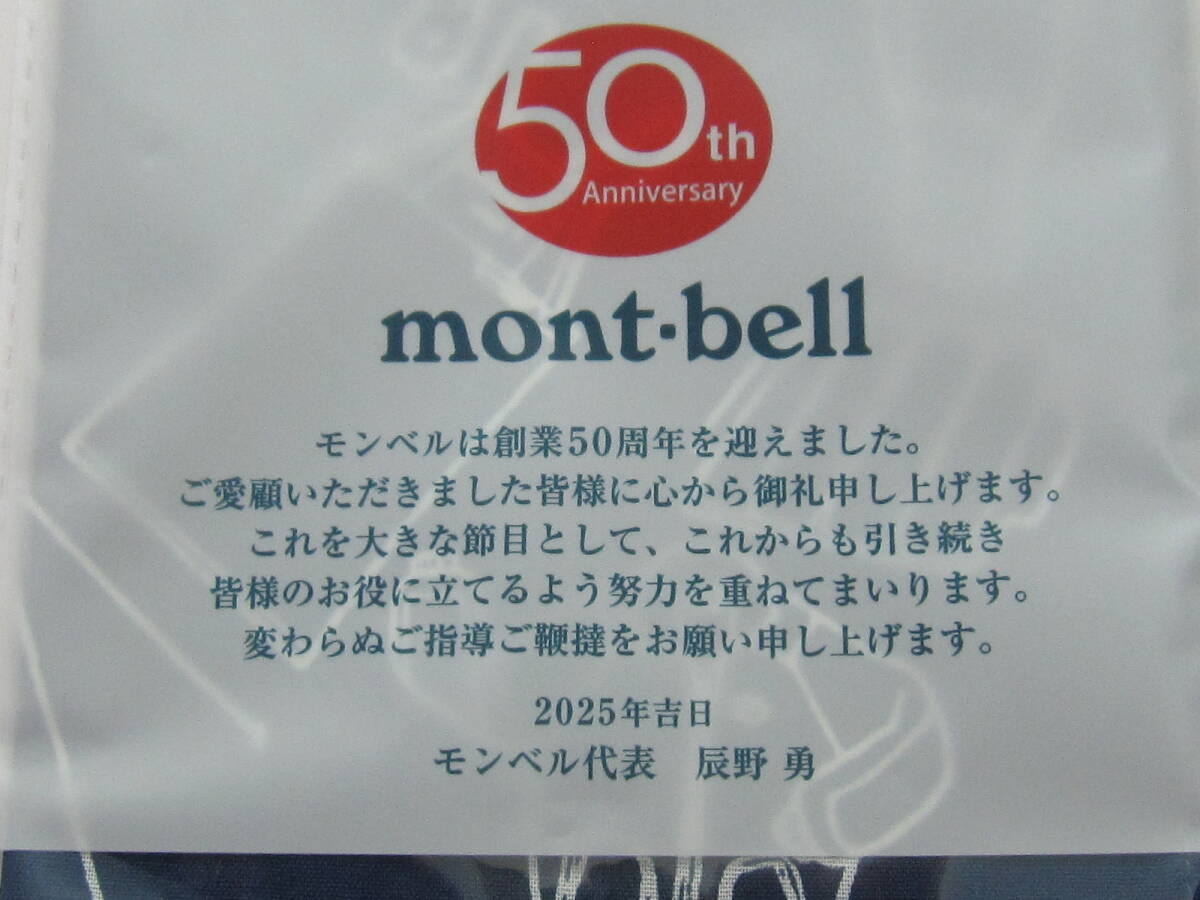 50th
Anniversary
mont·bell
モンベルは創業50周年を迎えました。
ご愛顧いただきました皆様に心から御礼申し上げます。
これを大きな節目として、これからも引き続き
皆様のお役に立てるよう努力を重ねてまいります。
変わらぬご指導ご鞭撻をお願い申し上げます。
2025年吉日
モンベル代表　辰野 勇